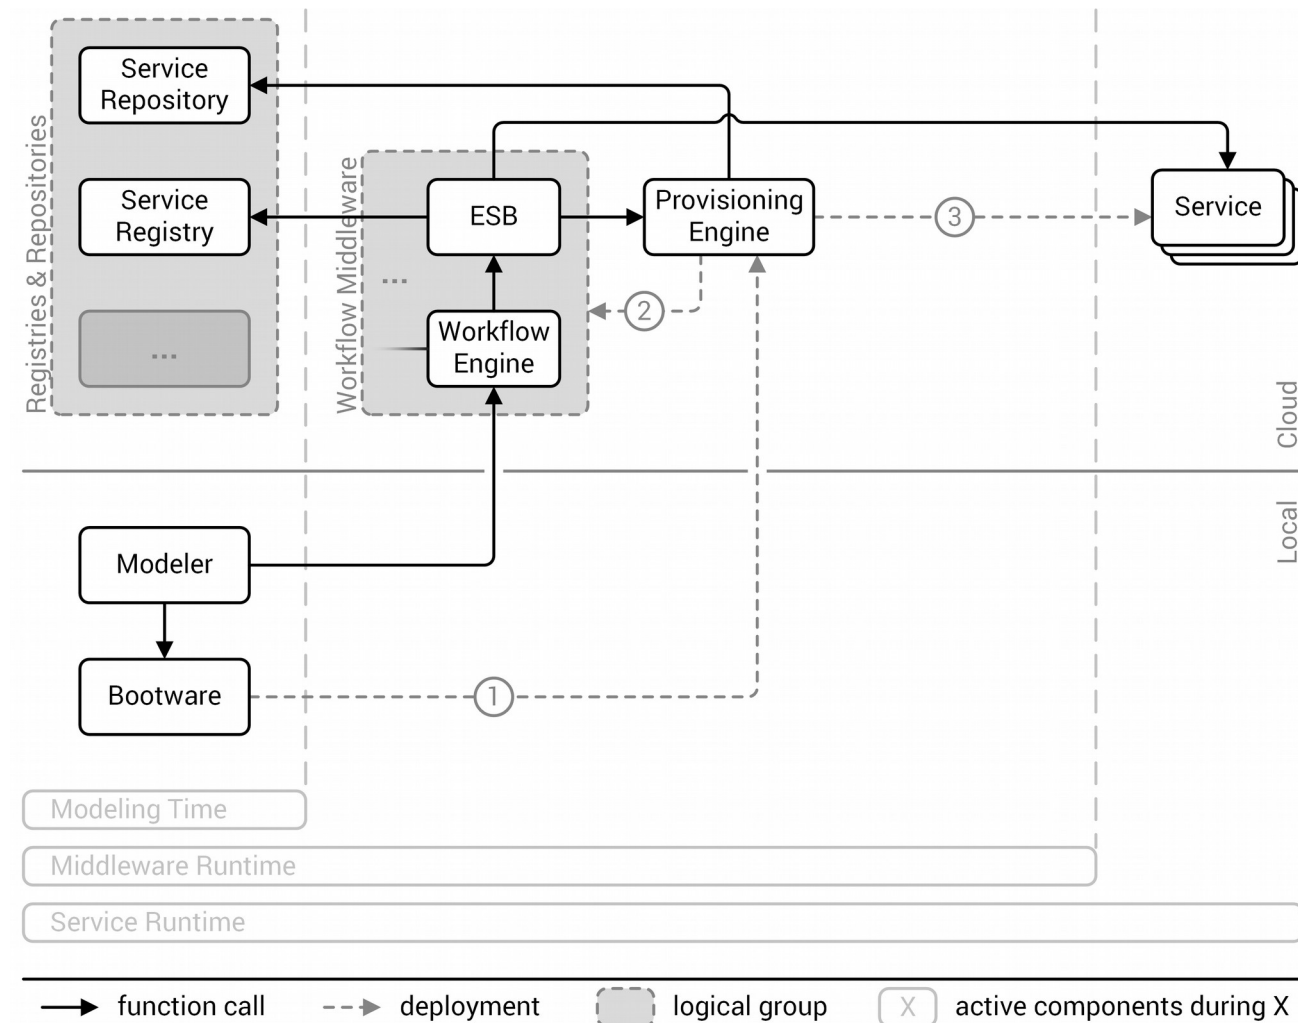 Service
Repository
Registries & Repositories
Service
Registry
...
Workflow Middleware
ESB
...
Workflow
Engine
Provisioning
Engine
3
Service
2
Cloud
Local
Modeler
Bootware
1
Modeling Time
Middleware Runtime
Service Runtime
function call
deployment
logical group
X
active components during X